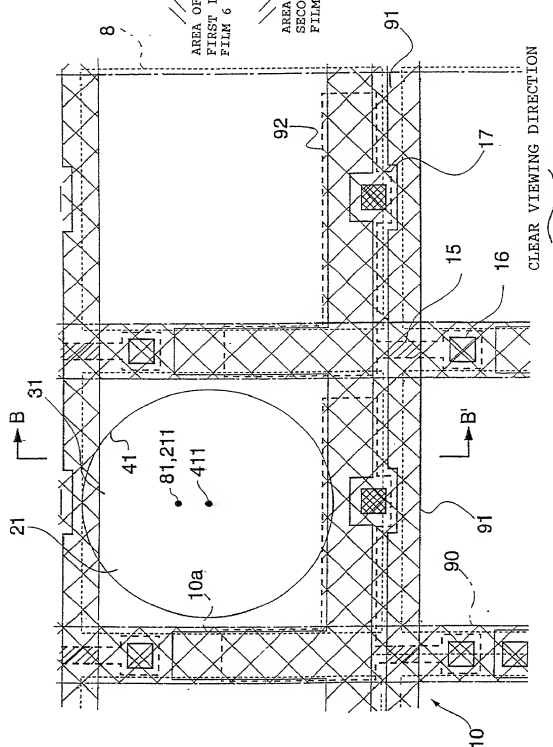 8
AREA OF
FIRST
FILM 6
AREA
SECO
FILM
91
92
17
CLEAR VIEWING DIRECTION
15
16
B
31
41
81,211
411
21
10a
B'
91
90
10